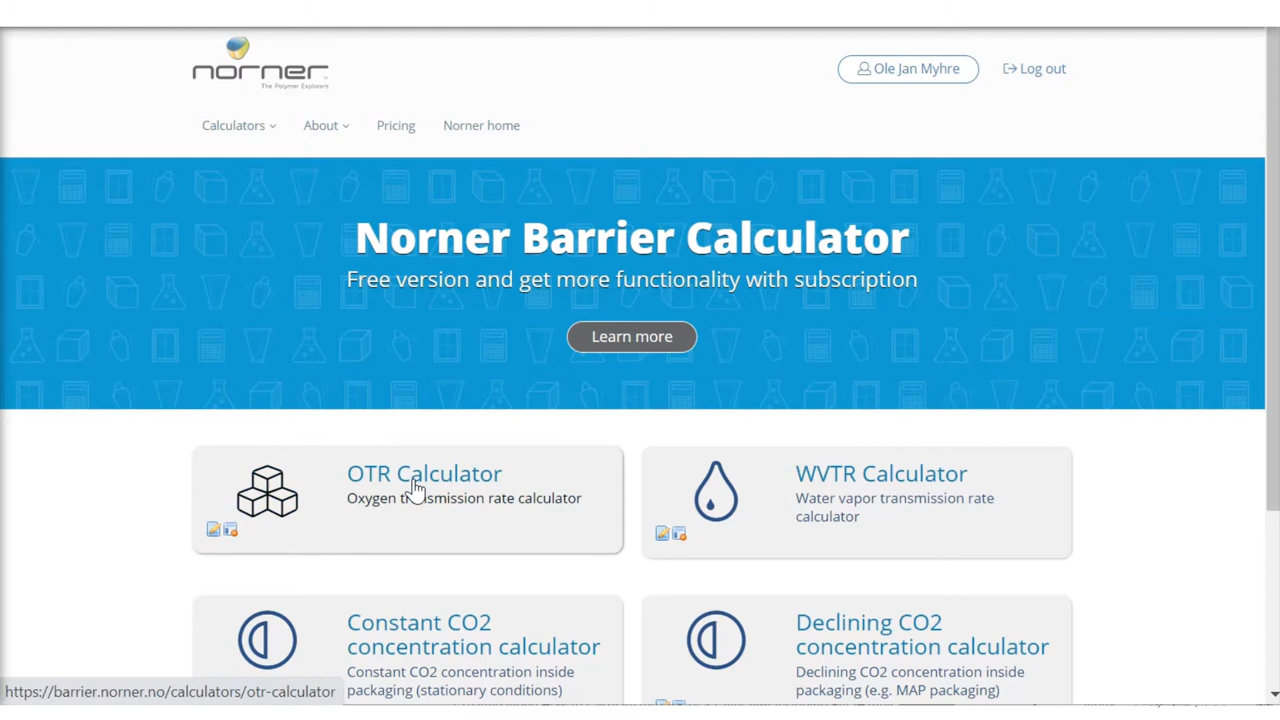 norner
The Polymer Explorers
Ole Jan Myhre
Log out
Calculators
About
Pricing
Norner home
Norner Barrier Calculator
Free version and get more functionality with subscription
Learn more
OTR Calculator
Oxygen transmission rate calculator
WVTR Calculator
Water vapor transmission rate
calculator
Constant CO2
concentration calculator
Constant CO2 concentration inside
packaging (stationary conditions)
Declining CO2
concentration calculator
Declining CO2 concentration inside
packaging (e.g. MAP packaging)
https://barrier.norner.no/calculators/otr-calculator